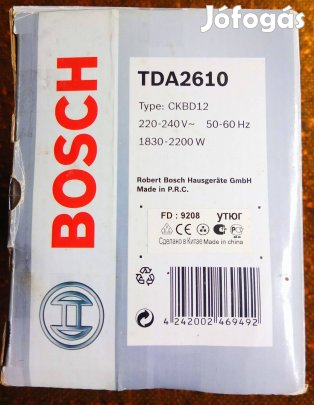 Jófogás
BOSCH
TDA2610
Type: CKBD12
220-240 V~ 50-60 Hz
1830-2200 W
Robert Bosch Hausgeräte GmbH
Made in P.R.C.
FD : 9208 утюг
Сделано в Китае Made in china
4 242002 469492